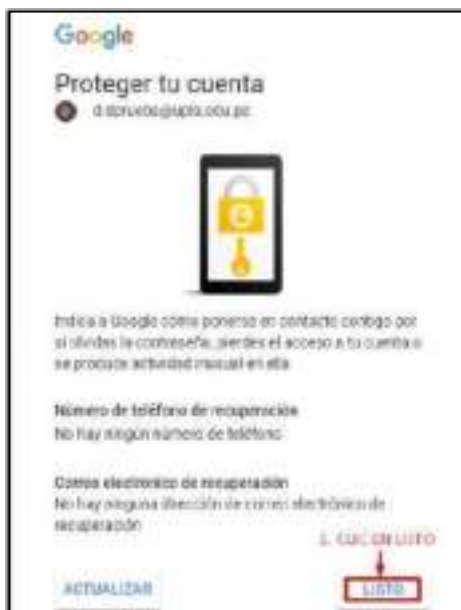 Google
Proteger tu cuenta
Indica a Google cómo ponerse en contacto contigo por
si olvidas la contraseña, pierdes el acceso a tu cuenta o
se produce actividad inusual en ella
Número de teléfono de recuperación
No hay ningún número de teléfono
Correo electrónico de recuperación
No hay ninguna dirección de correo electrónico de
recuperación
CLIC EN LISTO
ACTUALIZAR
LISTO